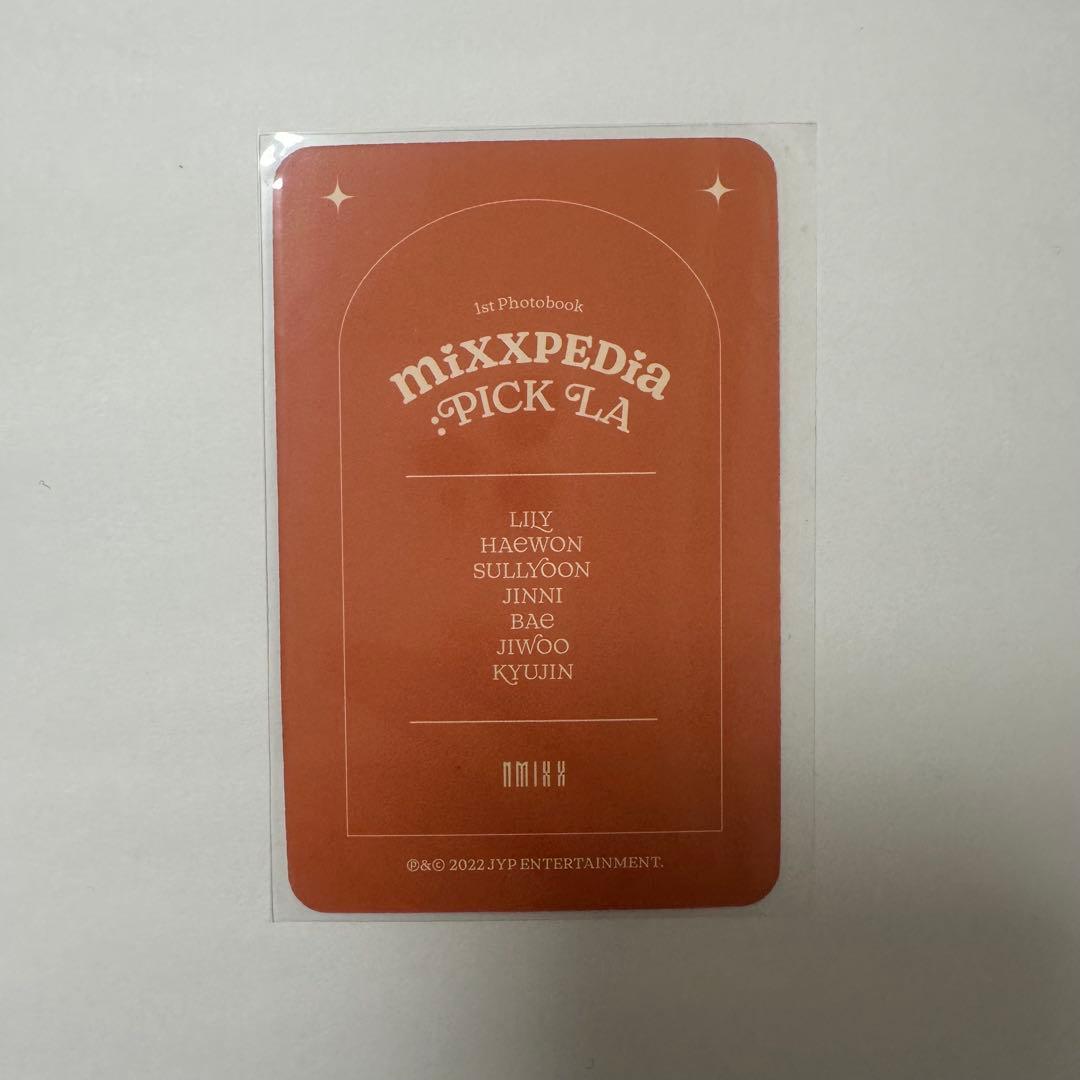 1st Photobook
miXXPEDia
:PICK LA
LILY
HAeWON
SULLYOON
JINNI
BAe
JIWOO
KYUJIN
NMIXX
℗&© 2022 JYP ENTERTAINMENT.